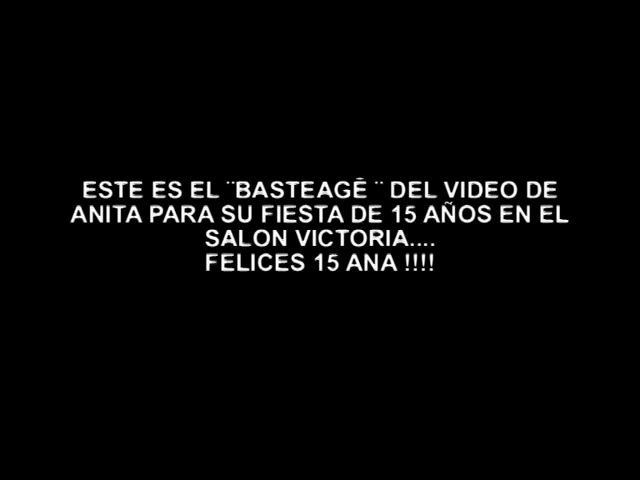 ESTE ES EL ¨BASTEAGÊ ¨ DEL VIDEO DE
ANITA PARA SU FIESTA DE 15 AÑOS EN EL
SALON VICTORIA....
FELICES 15 ANA !!!!